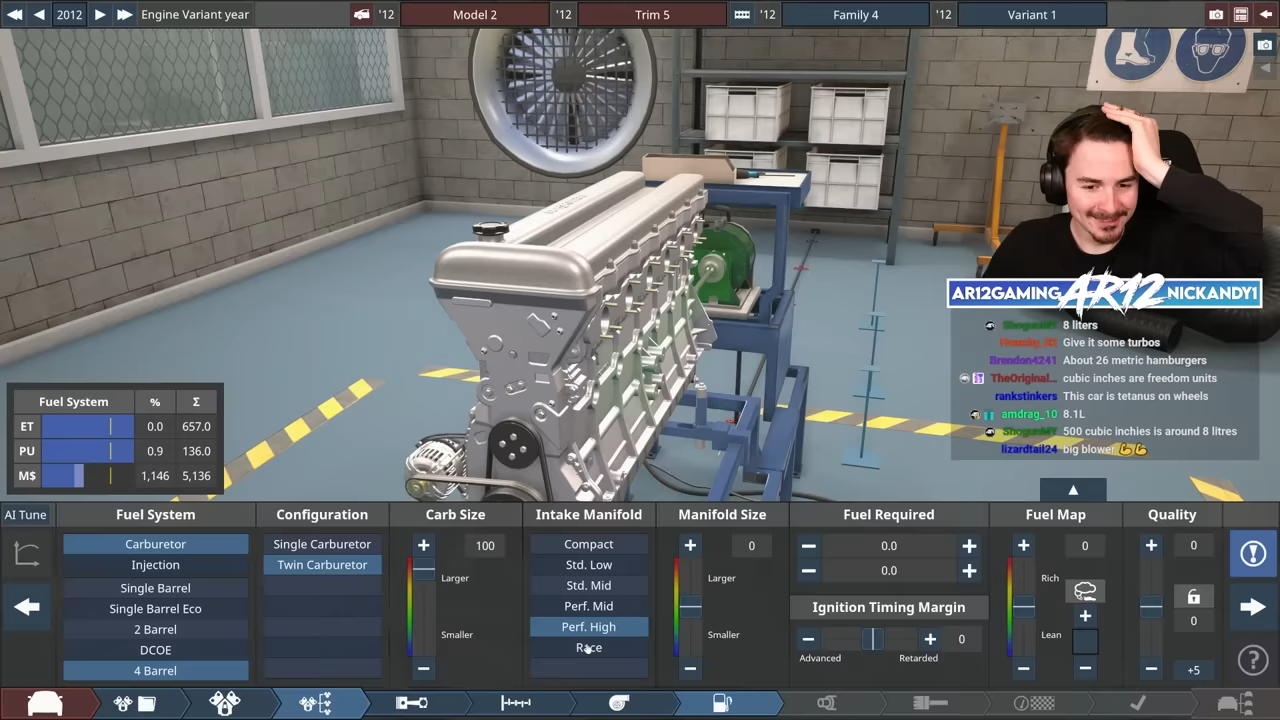 2012 Engine Variant year '12 Model 2 '12 Trim 5 '12 Family 4 '12 Variant 1
AR12GAMING AR12 NICKANDY1
ShogunMY 8 liters
Give it some turbos
Brendon4241 About 26 metric hamburgers
TheOriginal... cubic inches are freedom units
rankstinkers This car is tetanus on wheels
amdrag_10 8.1L
ShogunMY 500 cubic inchies is around 8 litres
lizardtail24 big blower
Fuel System % Σ
ET 0.0 657.0
PU 0.9 136.0
M$ 1,146 5,136
AI Tune Fuel System Configuration Carb Size Intake Manifold Manifold Size Fuel Required Fuel Map Quality
Carburetor
Injection
Single Barrel
Single Barrel Eco
2 Barrel
DCOE
4 Barrel
Single Carburetor
Twin Carburetor
100
Larger
Smaller
Compact
Std. Low
Std. Mid
Perf. Mid
Perf. High
Race
0
Larger
Smaller
0.0
0.0
Ignition Timing Margin
0
Advanced Retarded
0
Rich
Lean
0
0
+5